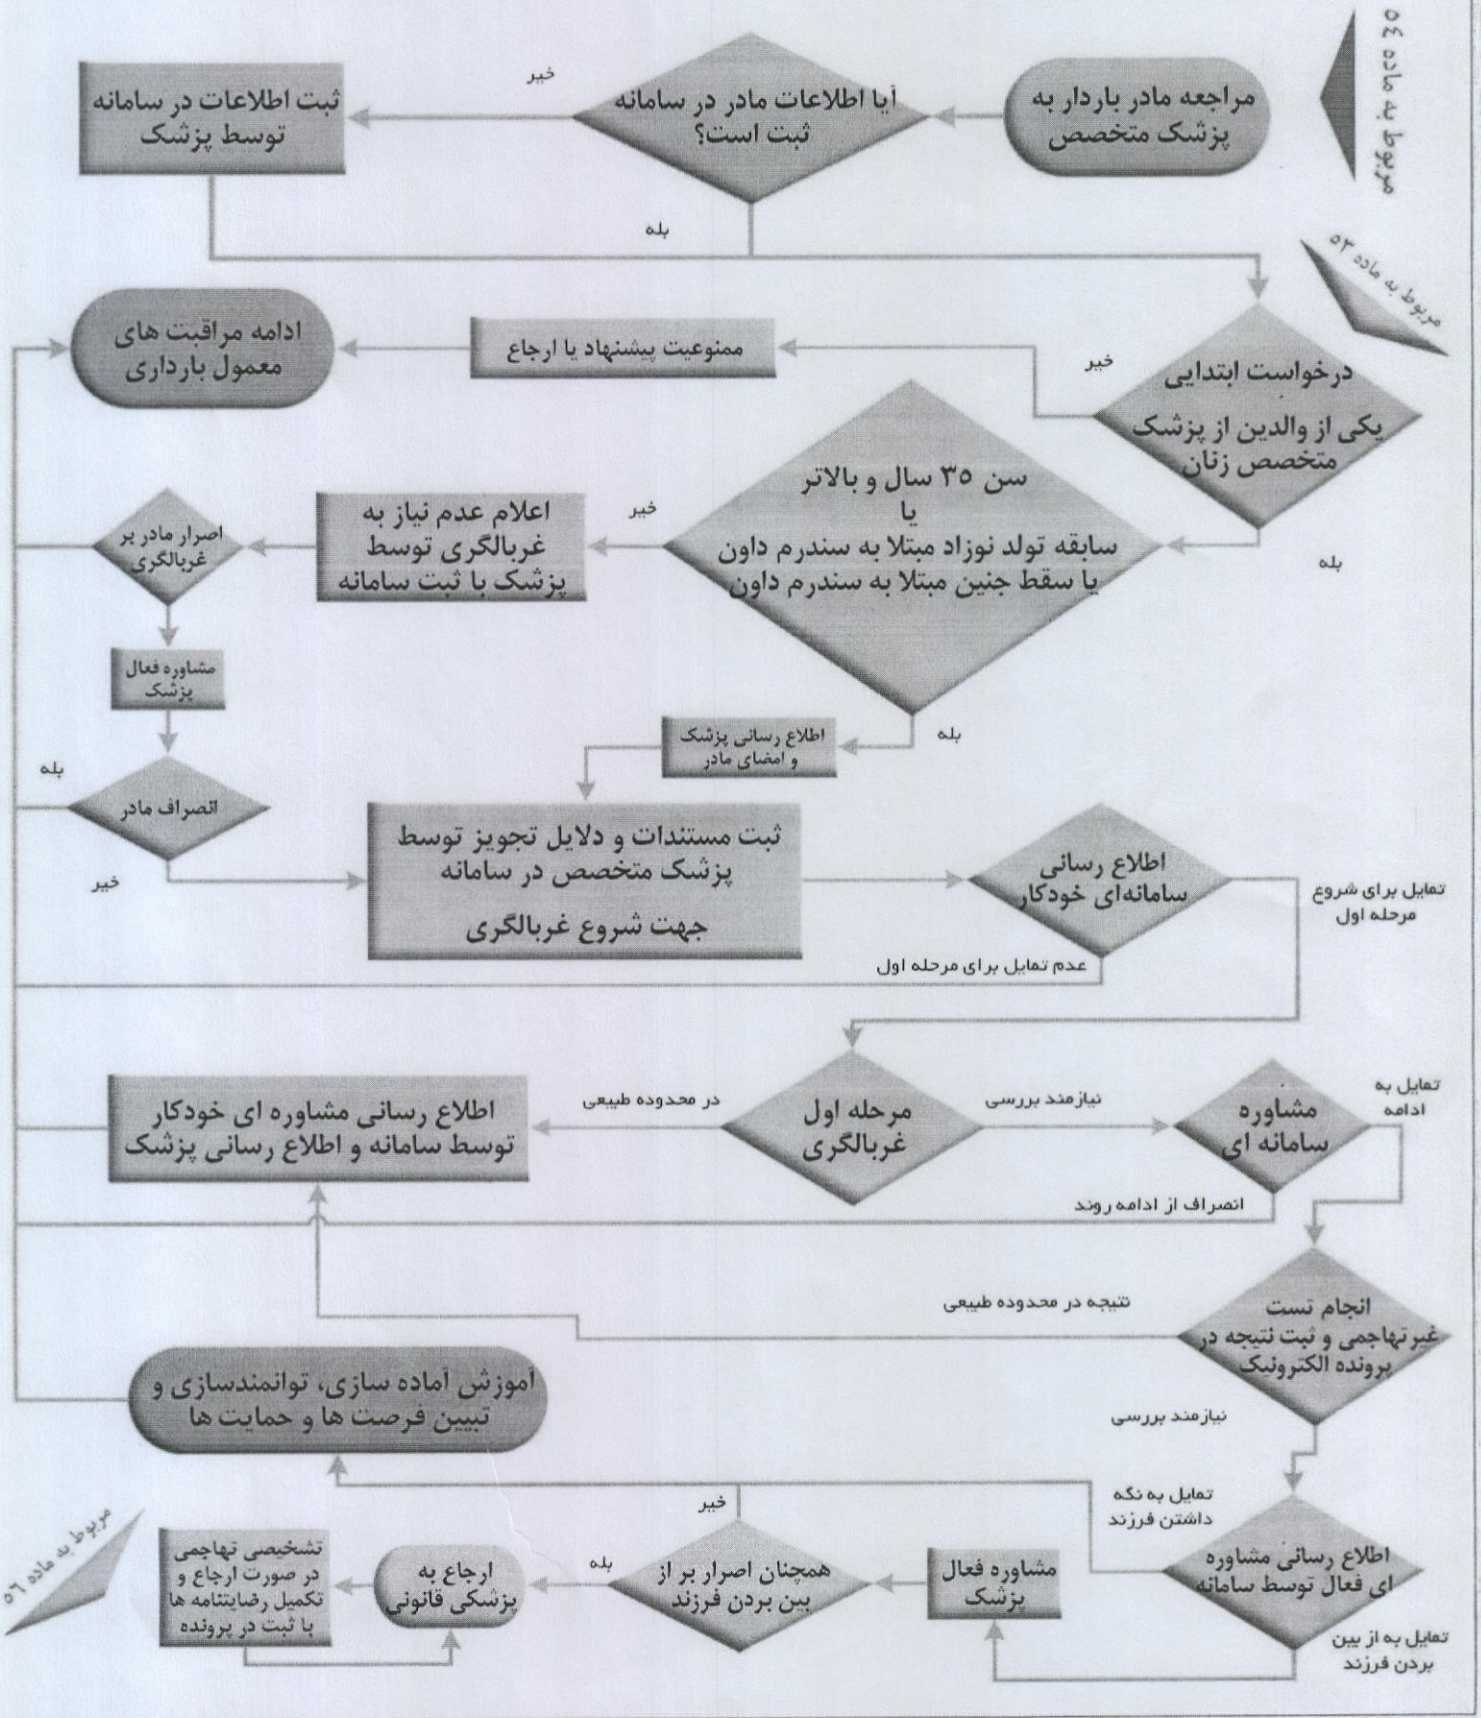 مربوط به ماده ٥٤
مراجعه مادر باردار به
پزشک متخصص
آیا اطلاعات مادر در سامانه
ثبت است؟
خیر
ثبت اطلاعات در سامانه
توسط پزشک
بله
مربوط به ماده ٥٣
درخواست ابتدایی
یکی از والدین از پزشک
متخصص زنان
خیر
ممنوعیت پیشنهاد یا ارجاع
ادامه مراقبت های
معمول بارداری
بله
سن ٣٥ سال و بالاتر
یا
سابقه تولد نوزاد مبتلا به سندرم داون
یا سقط جنین مبتلا به سندرم داون
خیر
اعلام عدم نیاز به
غربالگری توسط
پزشک با ثبت سامانه
اصرار مادر بر
غربالگری
مشاوره فعال
پزشک
بله
اطلاع رسانی پزشک
و امضای مادر
بله
انصراف مادر
خیر
ثبت مستندات و دلایل تجویز توسط
پزشک متخصص در سامانه
جهت شروع غربالگری
اطلاع رسانی
سامانه‌ای خودکار
تمایل برای شروع
مرحله اول
عدم تمایل برای مرحله اول
مرحله اول
غربالگری
در محدوده طبیعی
اطلاع رسانی مشاوره ای خودکار
توسط سامانه و اطلاع رسانی پزشک
نیازمند بررسی
مشاوره
سامانه ای
تمایل به
ادامه
انصراف از ادامه روند
انجام تست
غیرتهاجمی و ثبت نتیجه در
پرونده الکترونیک
نتیجه در محدوده طبیعی
نیازمند بررسی
آموزش آماده سازی، توانمندسازی و
تبیین فرصت ها و حمایت ها
اطلاع رسانی مشاوره
ای فعال توسط سامانه
تمایل به نگه
داشتن فرزند
تمایل به از بین
بردن فرزند
مشاوره فعال
پزشک
همچنان اصرار بر از
بین بردن فرزند
خیر
بله
ارجاع به
پزشکی قانونی
تشخیصی تهاجمی
در صورت ارجاع و
تکمیل رضایتنامه ها
با ثبت در پرونده
مربوط به ماده ٥٦